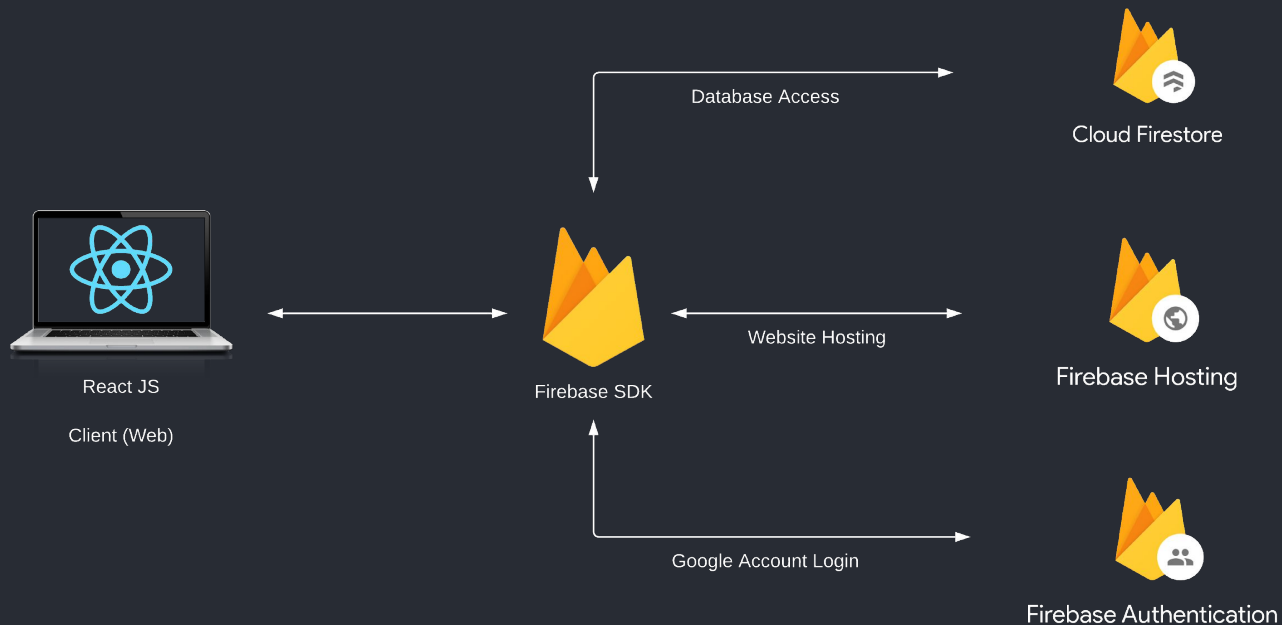 Database Access
Cloud Firestore
React JS
Client (Web)
Firebase SDK
Website Hosting
Firebase Hosting
Google Account Login
Firebase Authentication